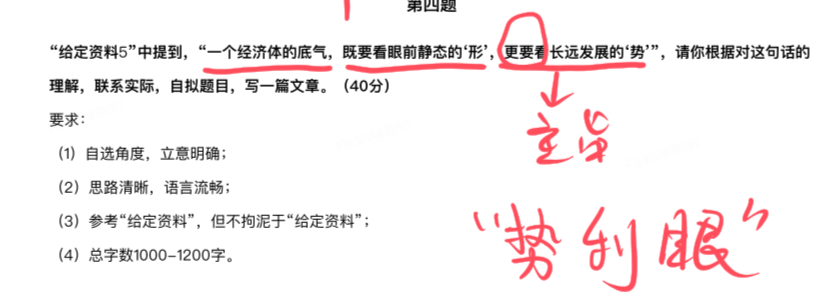 第四题
“给定资料5”中提到，“一个经济体的底气，既要看眼前静态的‘形’，更要看长远发展的‘势’”，请你根据对这句话的
理解，联系实际，自拟题目，写一篇文章。（40分）
要求：
（1）自选角度，立意明确；
（2）思路清晰，语言流畅；
（3）参考“给定资料”，但不拘泥于“给定资料”；
（4）总字数1000-1200字。
主旨
“势利眼”